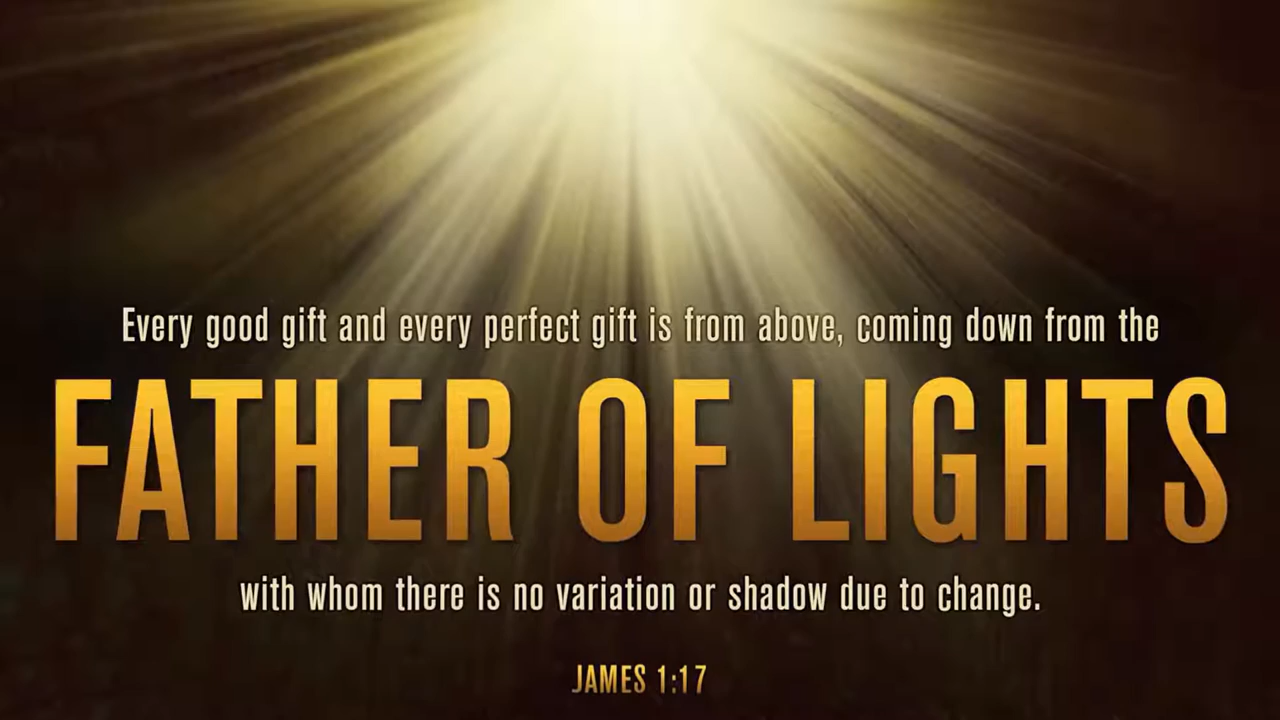 Every good gift and every perfect gift is from above, coming down from the
FATHER OF LIGHTS
with whom there is no variation or shadow due to change.
JAMES 1:17